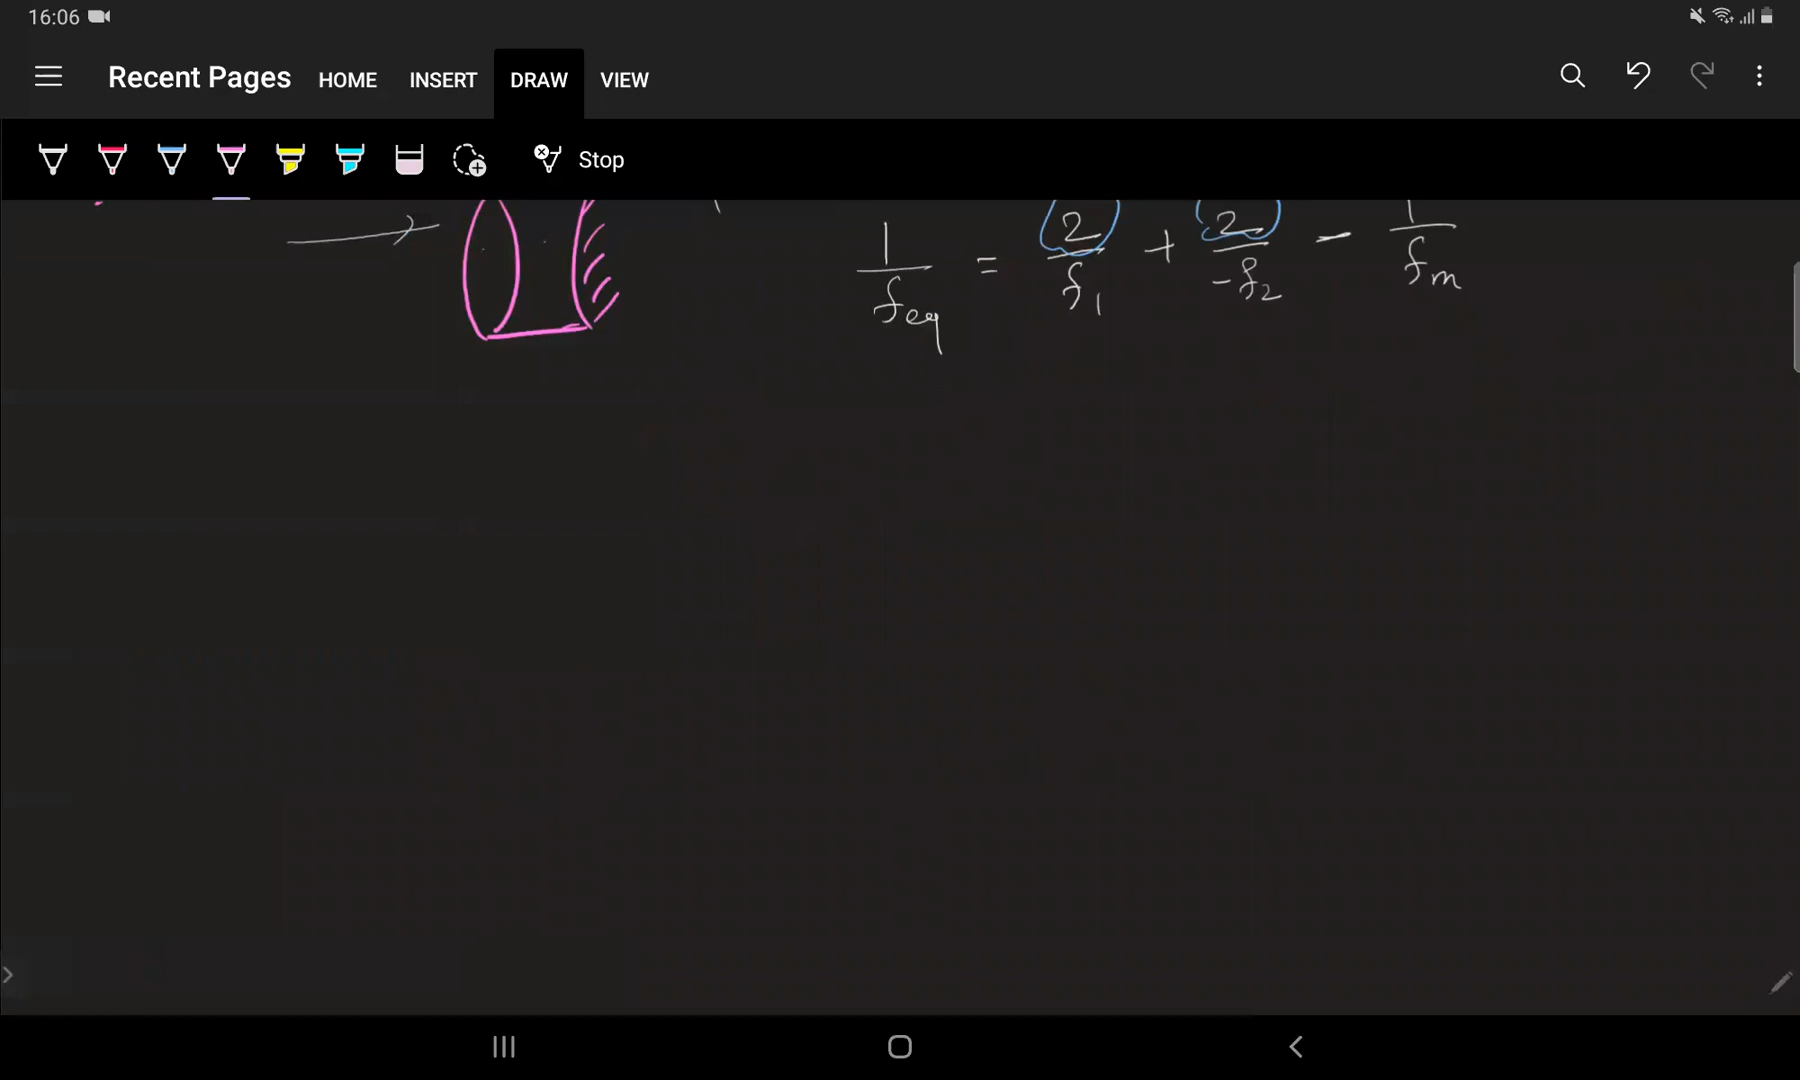 16:06
Recent Pages HOME INSERT DRAW VIEW
Stop
1/f_eq = 2/f_1 + 2/-f_2 - 1/f_m